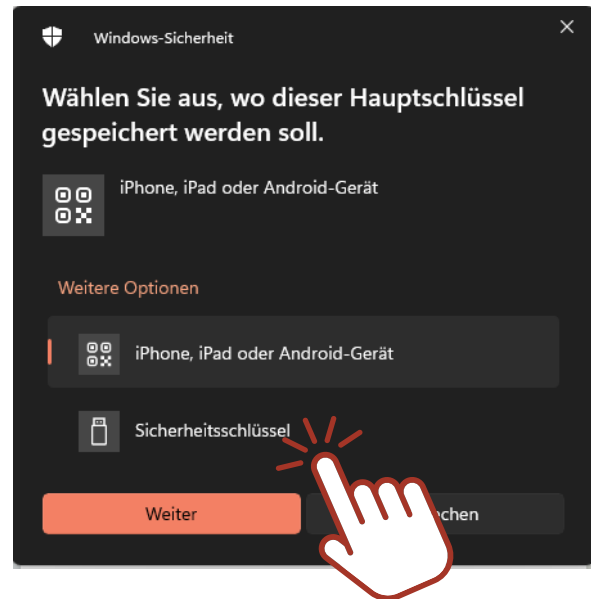 Windows-Sicherheit
Wählen Sie aus, wo dieser Hauptschlüssel
gespeichert werden soll.
iPhone, iPad oder Android-Gerät
Weitere Optionen
iPhone, iPad oder Android-Gerät
Sicherheitsschlüssel
Weiter